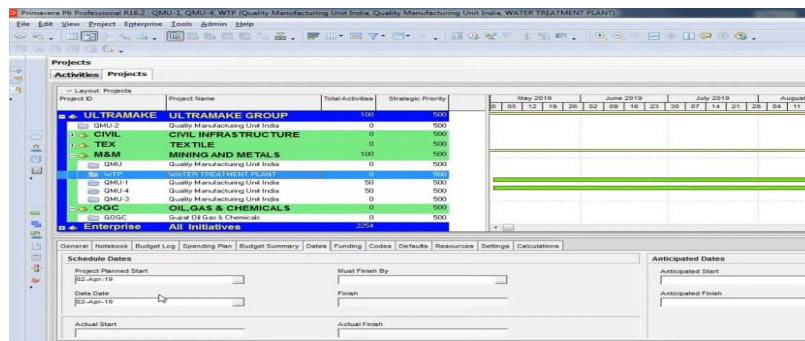 Primavera P6 Professional R16.2 : QMU-1, QMU-4, WTP (Quality Manufacturing Unit India, Quality Manufacturing Unit India, WATER TREATMENT PLANT)
File Edit View Project Enterprise Tools Admin Help
Projects
Activities Projects
Layout: Projects
Project ID Project Name Total Activities Strategic Priority
May 2019 June 2019 July 2019 August
05 12 19 26 02 09 16 23 30 07 14 21 28 04 11
ULTRAMAKE ULTRAMAKE GROUP 100 500
QMU-2 Quality Manufacturing Unit India 0 500
CIVIL CIVIL INFRASTRUCTURE 0 500
TEX TEXTILE 0 500
M&M MINING AND METALS 100 500
QMU Quality Manufacturing Unit India 0 500
WTP WATER TREATMENT PLANT 0 500
QMU-1 Quality Manufacturing Unit India 50 500
QMU-4 Quality Manufacturing Unit India 50 500
QMU-3 Quality Manufacturing Unit India 0 500
OGC OIL,GAS & CHEMICALS 0 500
GOGC Gujrat Oil Gas & Chemicals 0 500
Enterprise All Initiatives 2254
General Notebook Budget Log Spending Plan Budget Summary Dates Funding Codes Defaults Resources Settings Calculations
Schedule Dates Anticipated Dates
Project Planned Start Must Finish By Anticipated Start
02-Apr-19
Data Date Finish Anticipated Finish
02-Apr-19
Actual Start Actual Finish